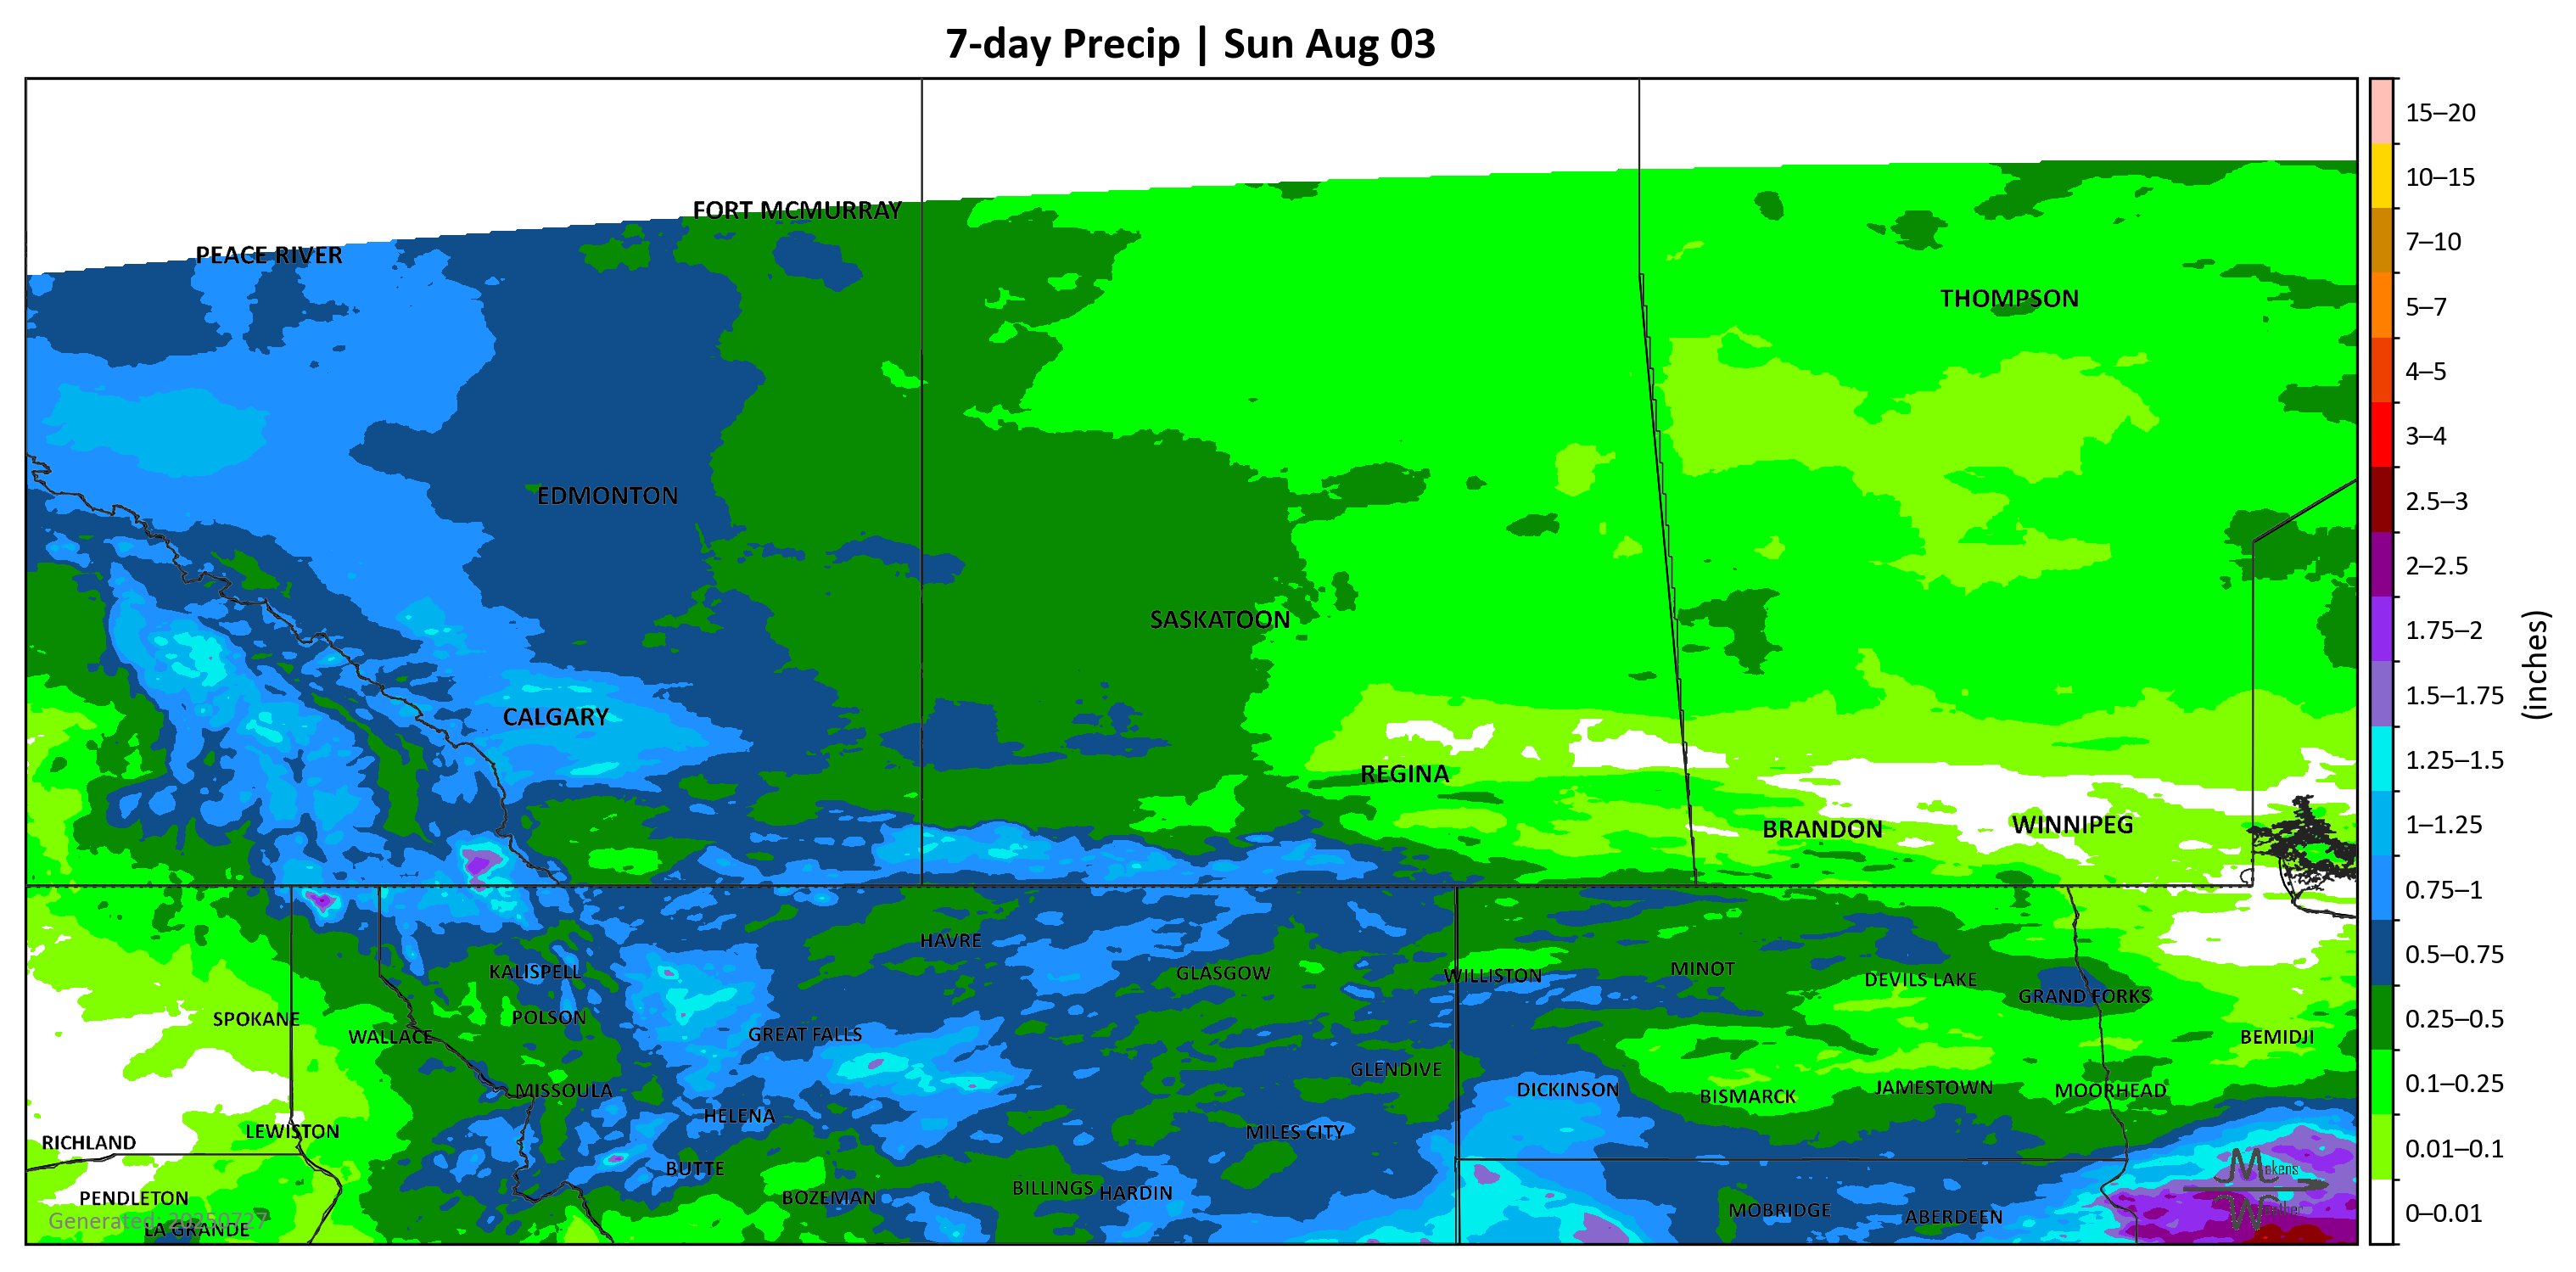 7-day Precip | Sun Aug 03
15–20
10–15
7–10
5–7
4–5
3–4
2.5–3
2–2.5
1.75–2
1.5–1.75
1.25–1.5
1–1.25
0.75–1
0.5–0.75
0.25–0.5
0.1–0.25
0.01–0.1
0–0.01
(inches)
FORT MCMURRAY
PEACE RIVER
THOMPSON
EDMONTON
SASKATOON
CALGARY
REGINA
BRANDON
WINNIPEG
HAVRE
KALISPELL
GLASGOW
WILLISTON
MINOT
DEVILS LAKE
GRAND FORKS
SPOKANE
WALLACE
POLSON
GREAT FALLS
BEMIDJI
GLENDIVE
MISSOULA
DICKINSON
BISMARCK
JAMESTOWN
MOORHEAD
HELENA
RICHLAND
LEWISTON
MILES CITY
BUTTE
PENDLETON
BOZEMAN
BILLINGS
HARDIN
MOBRIDGE
ABERDEEN
Generated: 20250727
LA GRANDE
Makens
Weather